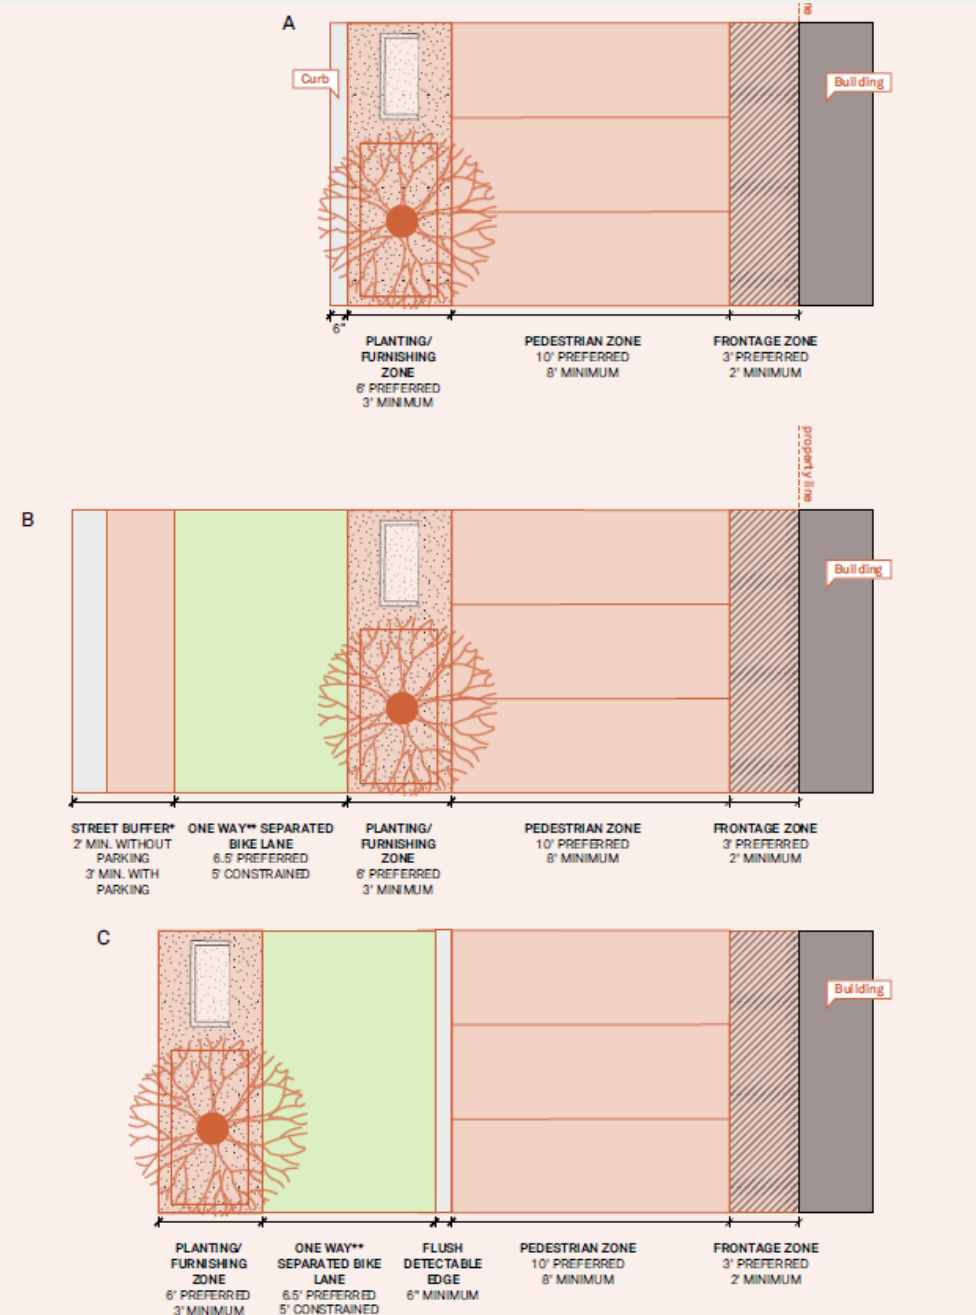 A
Curb
Building
6"
PLANTING/
FURNISHING
ZONE
6' PREFERRED
3' MINIMUM
PEDESTRIAN ZONE
10' PREFERRED
8' MINIMUM
FRONTAGE ZONE
3' PREFERRED
2' MINIMUM
property line
B
Building
STREET BUFFER*
2' MIN. WITHOUT
PARKING
3' MIN. WITH
PARKING
ONE WAY** SEPARATED
BIKE LANE
6.5' PREFERRED
5' CONSTRAINED
PLANTING/
FURNISHING
ZONE
6' PREFERRED
3' MINIMUM
PEDESTRIAN ZONE
10' PREFERRED
8' MINIMUM
FRONTAGE ZONE
3' PREFERRED
2' MINIMUM
C
Building
PLANTING/
FURNISHING
ZONE
6' PREFERRED
3' MINIMUM
ONE WAY**
SEPARATED BIKE
LANE
6.5' PREFERRED
5' CONSTRAINED
FLUSH
DETECTABLE
EDGE
6" MINIMUM
PEDESTRIAN ZONE
10' PREFERRED
8' MINIMUM
FRONTAGE ZONE
3' PREFERRED
2' MINIMUM